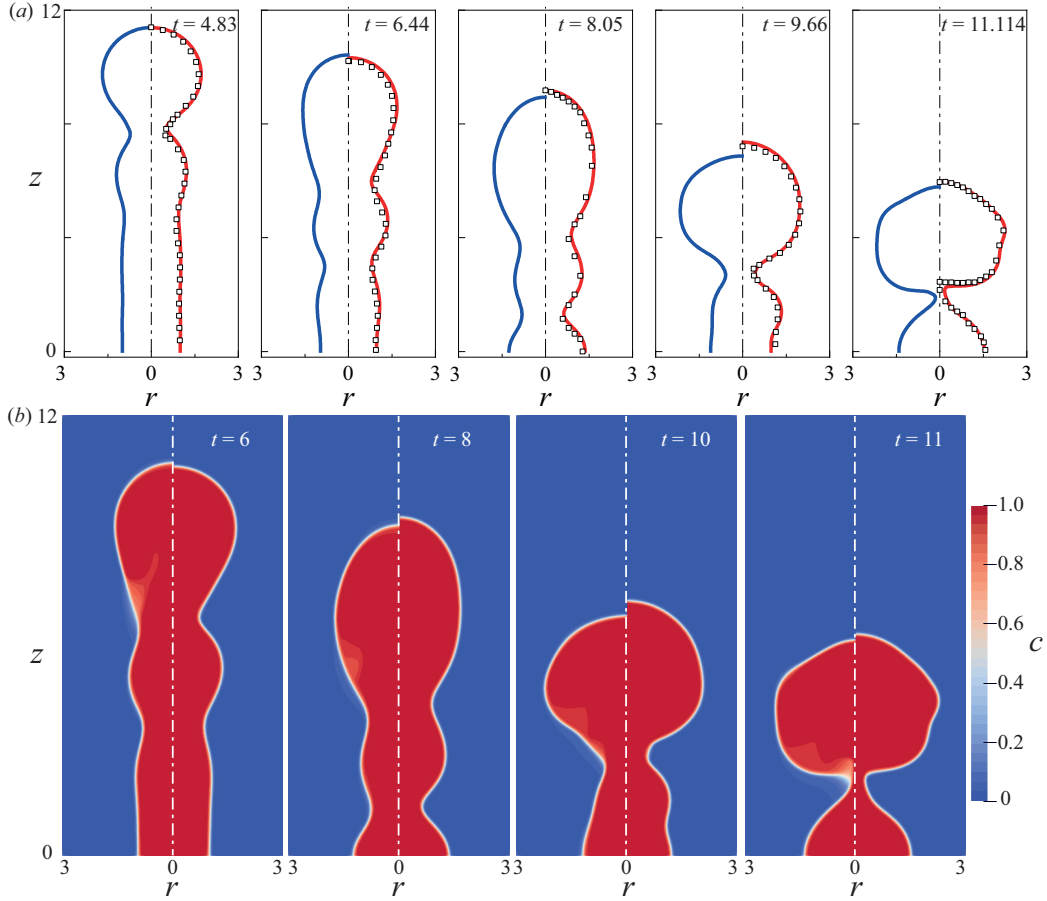 (a)
12
t = 4.83
t = 6.44
t = 8.05
t = 9.66
t = 11.114
z
0
3 0 3
3 0 3
3 0 3
3 0 3
3 0 3
r r r r r
(b)
12
t = 6
t = 8
t = 10
t = 11
1.0
0.8
0.6
0.4
0.2
0
c
z
0
3 0 3
3 0 3
3 0 3
3 0 3
r r r r